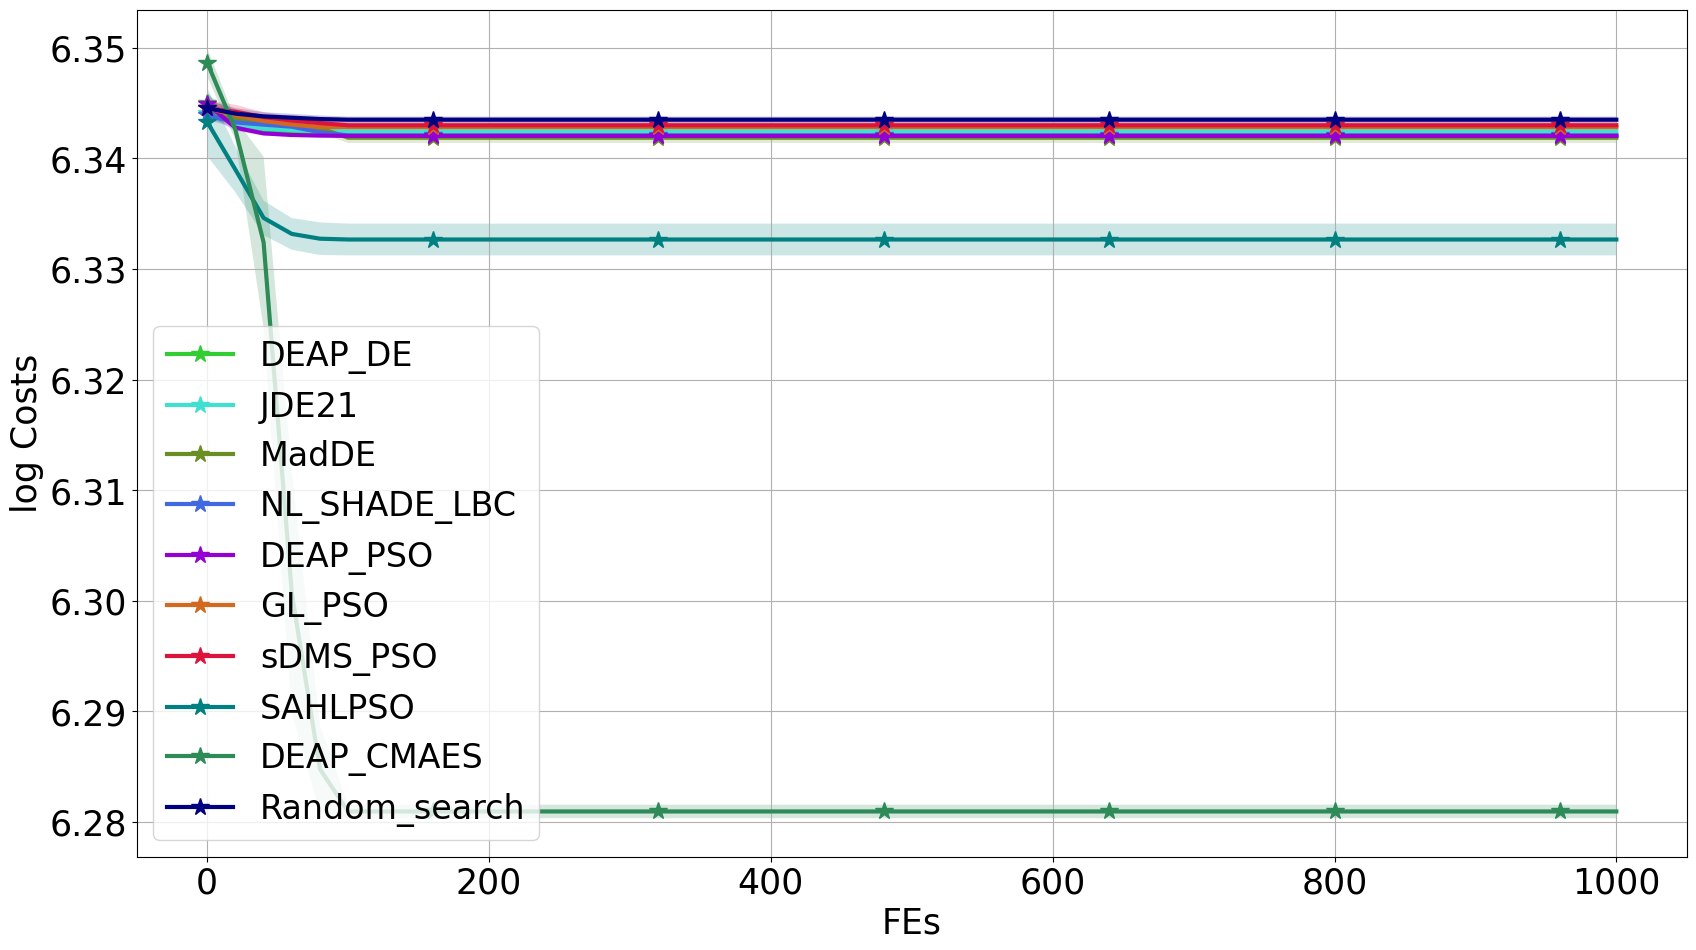 6.35
6.34
6.33
6.32
6.31
6.30
6.29
6.28
log Costs
DEAP_DE
JDE21
MadDE
NL_SHADE_LBC
DEAP_PSO
GL_PSO
sDMS_PSO
SAHLPSO
DEAP_CMAES
Random_search
0 200 400 600 800 1000
FEs